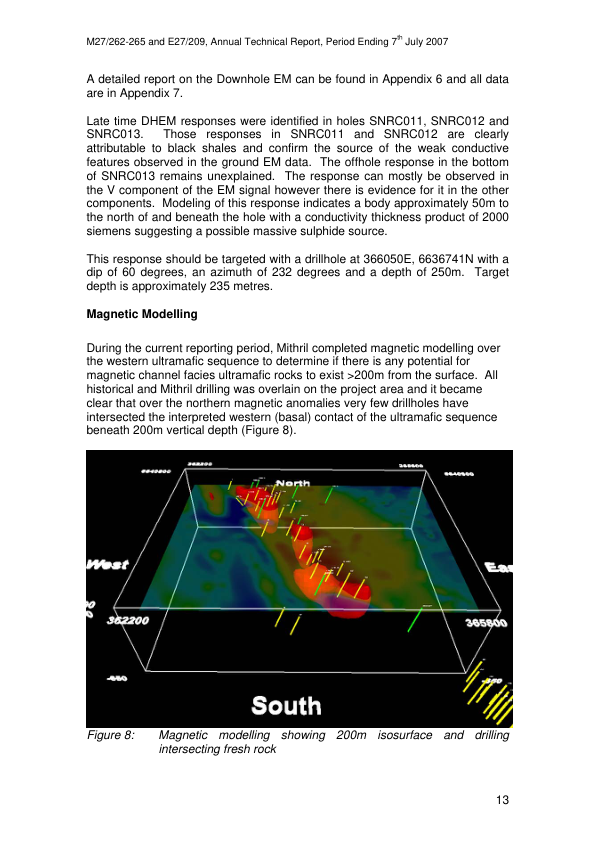 M27/262-265 and E27/209, Annual Technical Report, Period Ending 7th July 2007
A detailed report on the Downhole EM can be found in Appendix 6 and all data
are in Appendix 7.
Late time DHEM responses were identified in holes SNRC011, SNRC012 and
SNRC013. Those responses in SNRC011 and SNRC012 are clearly
attributable to black shales and confirm the source of the weak conductive
features observed in the ground EM data. The offhole response in the bottom
of SNRC013 remains unexplained. The response can mostly be observed in
the V component of the EM signal however there is evidence for it in the other
components. Modeling of this response indicates a body approximately 50m to
the north of and beneath the hole with a conductivity thickness product of 2000
siemens suggesting a possible massive sulphide source.
This response should be targeted with a drillhole at 366050E, 6636741N with a
dip of 60 degrees, an azimuth of 232 degrees and a depth of 250m. Target
depth is approximately 235 metres.
Magnetic Modelling
During the current reporting period, Mithril completed magnetic modelling over
the western ultramafic sequence to determine if there is any potential for
magnetic channel facies ultramafic rocks to exist >200m from the surface. All
historical and Mithril drilling was overlain on the project area and it became
clear that over the northern magnetic anomalies very few drillholes have
intersected the interpreted western (basal) contact of the ultramafic sequence
beneath 200m vertical depth (Figure 8).
North
West
Eas
362200
365800
South
Figure 8: Magnetic modelling showing 200m isosurface and drilling
intersecting fresh rock
13